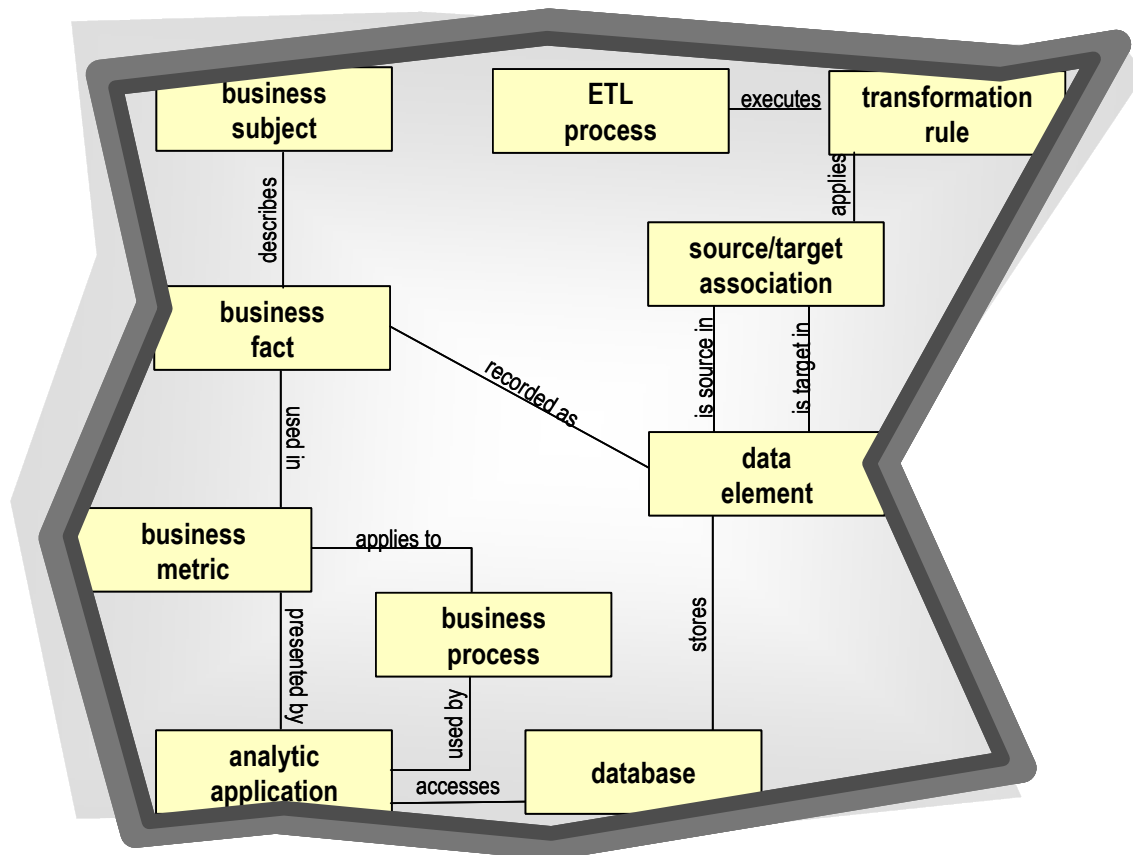 business
subject
ETL
process
executes
transformation
rule
describes
applies
source/target
association
business
fact
is source in
is target in
recorded as
used in
data
element
business
metric
applies to
business
process
stores
presented by
used by
analytic
application
accesses
database